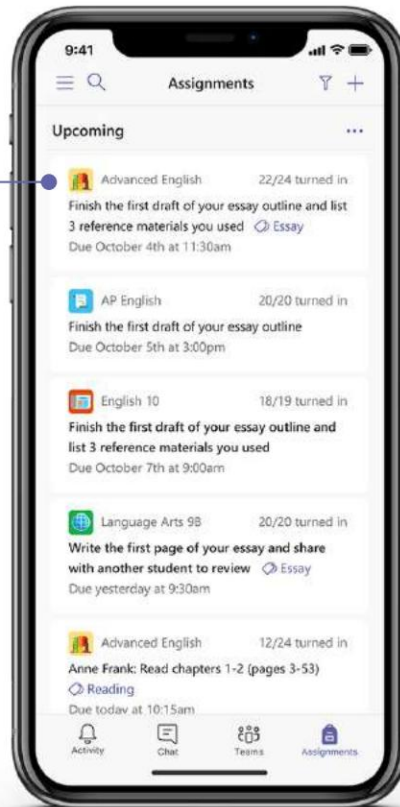 9:41
Assignments
Upcoming
Advanced English 22/24 turned in
Finish the first draft of your essay outline and list
3 reference materials you used Essay
Due October 4th at 11:30am
AP English 20/20 turned in
Finish the first draft of your essay outline
Due October 5th at 3:00pm
English 10 18/19 turned in
Finish the first draft of your essay outline and
list 3 reference materials you used
Due October 7th at 9:00am
Language Arts 9B 20/20 turned in
Write the first page of your essay and share
with another student to review Essay
Due yesterday at 9:30am
Advanced English 12/24 turned in
Anne Frank: Read chapters 1-2 (pages 3-53)
Reading
Due today at 10:15am
Activity Chat Teams Assignments